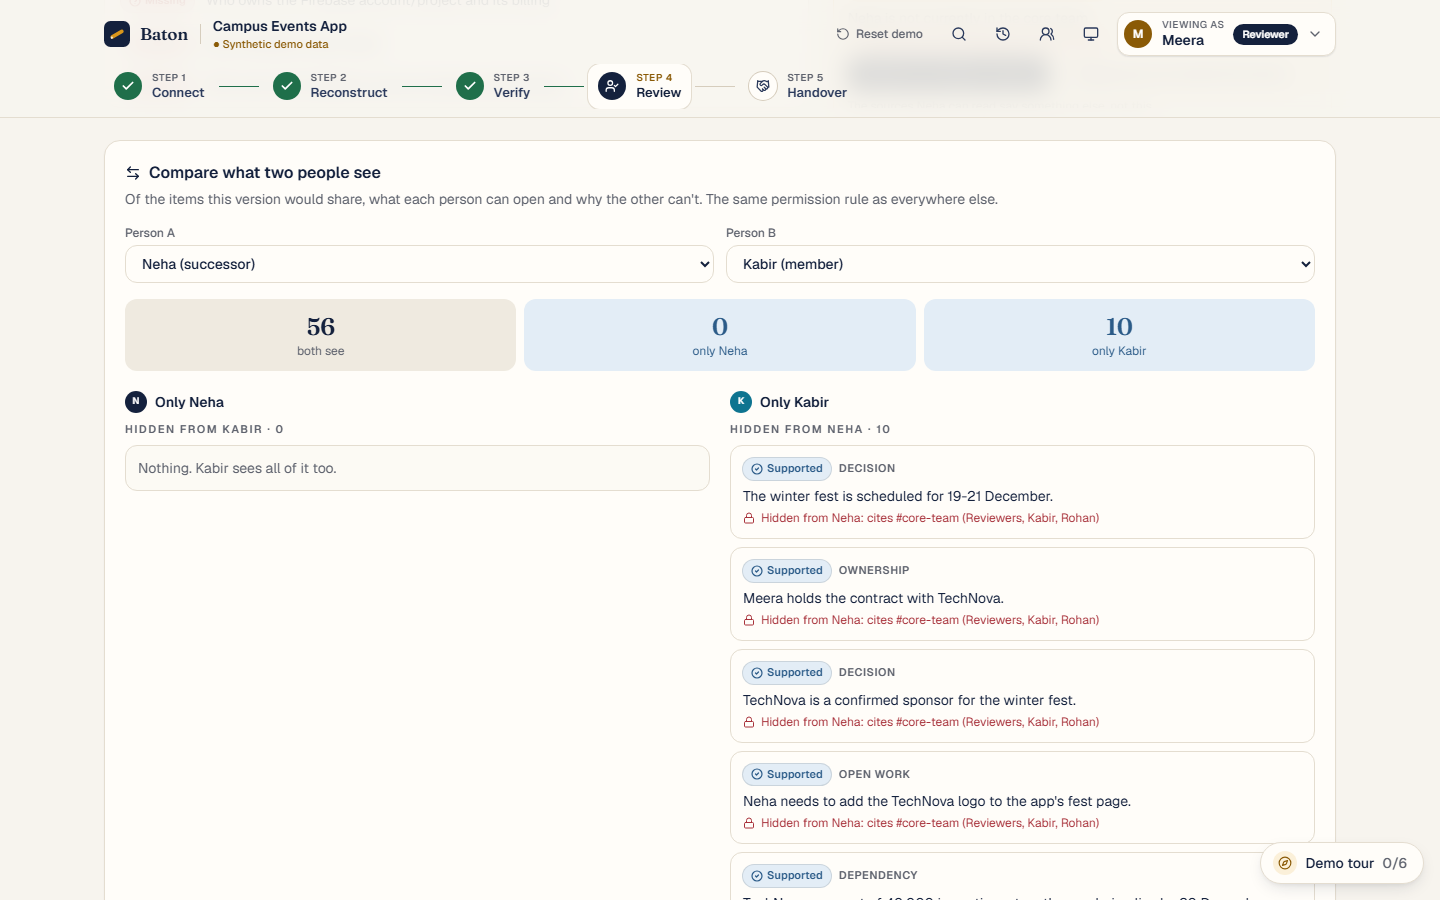 Baton
Campus Events App
Synthetic demo data
Reset demo
M
VIEWING AS
Meera
Reviewer
STEP 1
Connect
STEP 2
Reconstruct
STEP 3
Verify
STEP 4
Review
STEP 5
Handover
Compare what two people see
Of the items this version would share, what each person can open and why the other can't. The same permission rule as everywhere else.
Person A
Person B
Neha (successor)
Kabir (member)
56
both see
0
only Neha
10
only Kabir
N
Only Neha
HIDDEN FROM KABIR · 0
Nothing. Kabir sees all of it too.
K
Only Kabir
HIDDEN FROM NEHA · 10
Supported
DECISION
The winter fest is scheduled for 19-21 December.
Hidden from Neha: cites #core-team (Reviewers, Kabir, Rohan)
Supported
OWNERSHIP
Meera holds the contract with TechNova.
Hidden from Neha: cites #core-team (Reviewers, Kabir, Rohan)
Supported
DECISION
TechNova is a confirmed sponsor for the winter fest.
Hidden from Neha: cites #core-team (Reviewers, Kabir, Rohan)
Supported
OPEN WORK
Neha needs to add the TechNova logo to the app's fest page.
Hidden from Neha: cites #core-team (Reviewers, Kabir, Rohan)
Supported
DEPENDENCY
Demo tour 0/6